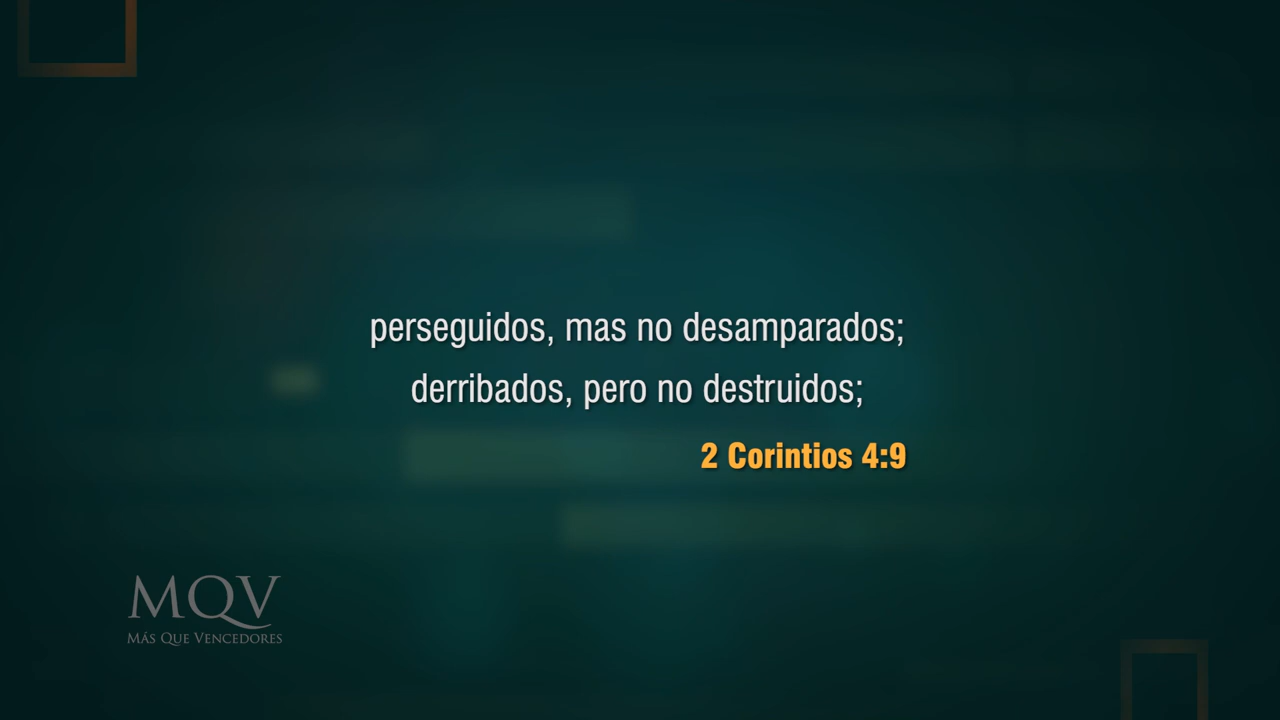 perseguidos, mas no desamparados;
derribados, pero no destruidos;
2 Corintios 4:9
MQV
MÁS QUE VENCEDORES